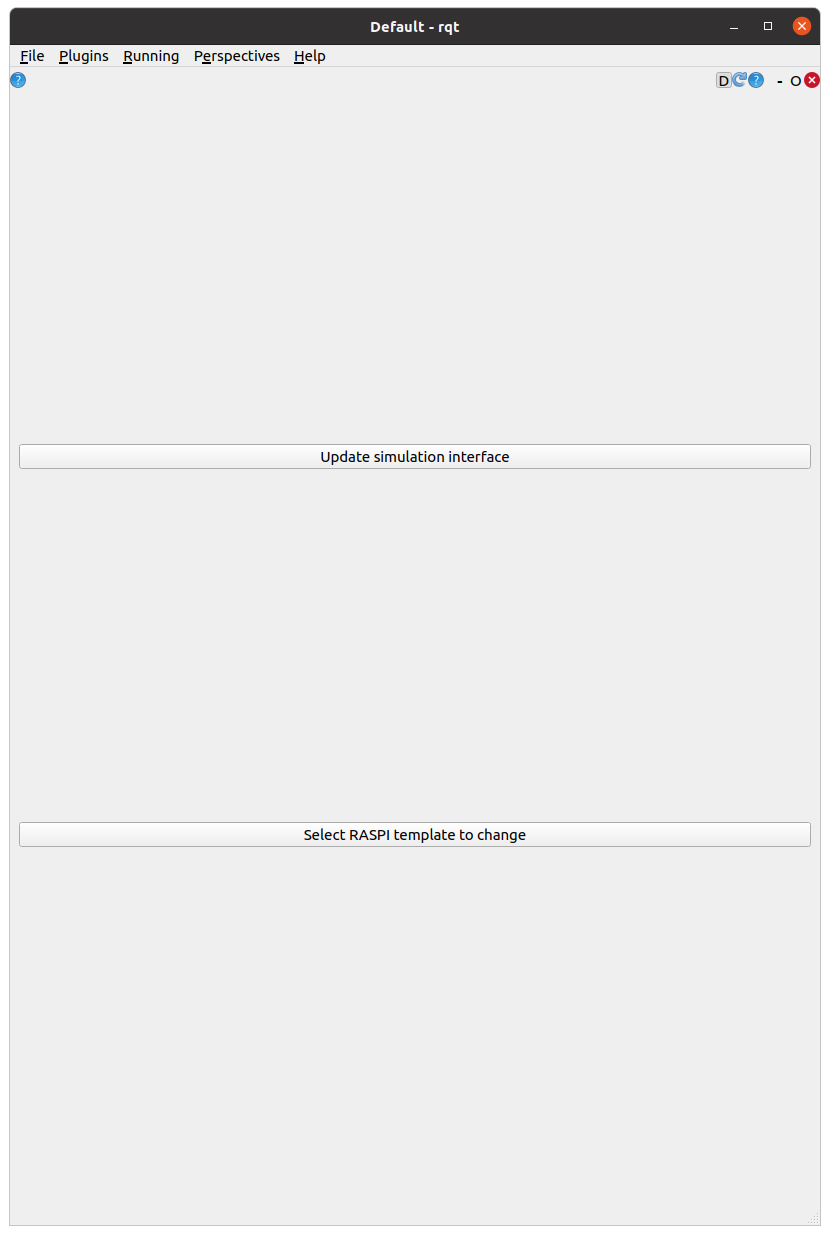 Default - rqt
File Plugins Running Perspectives Help
? D ? - O
Update simulation interface
Select RASPI template to change